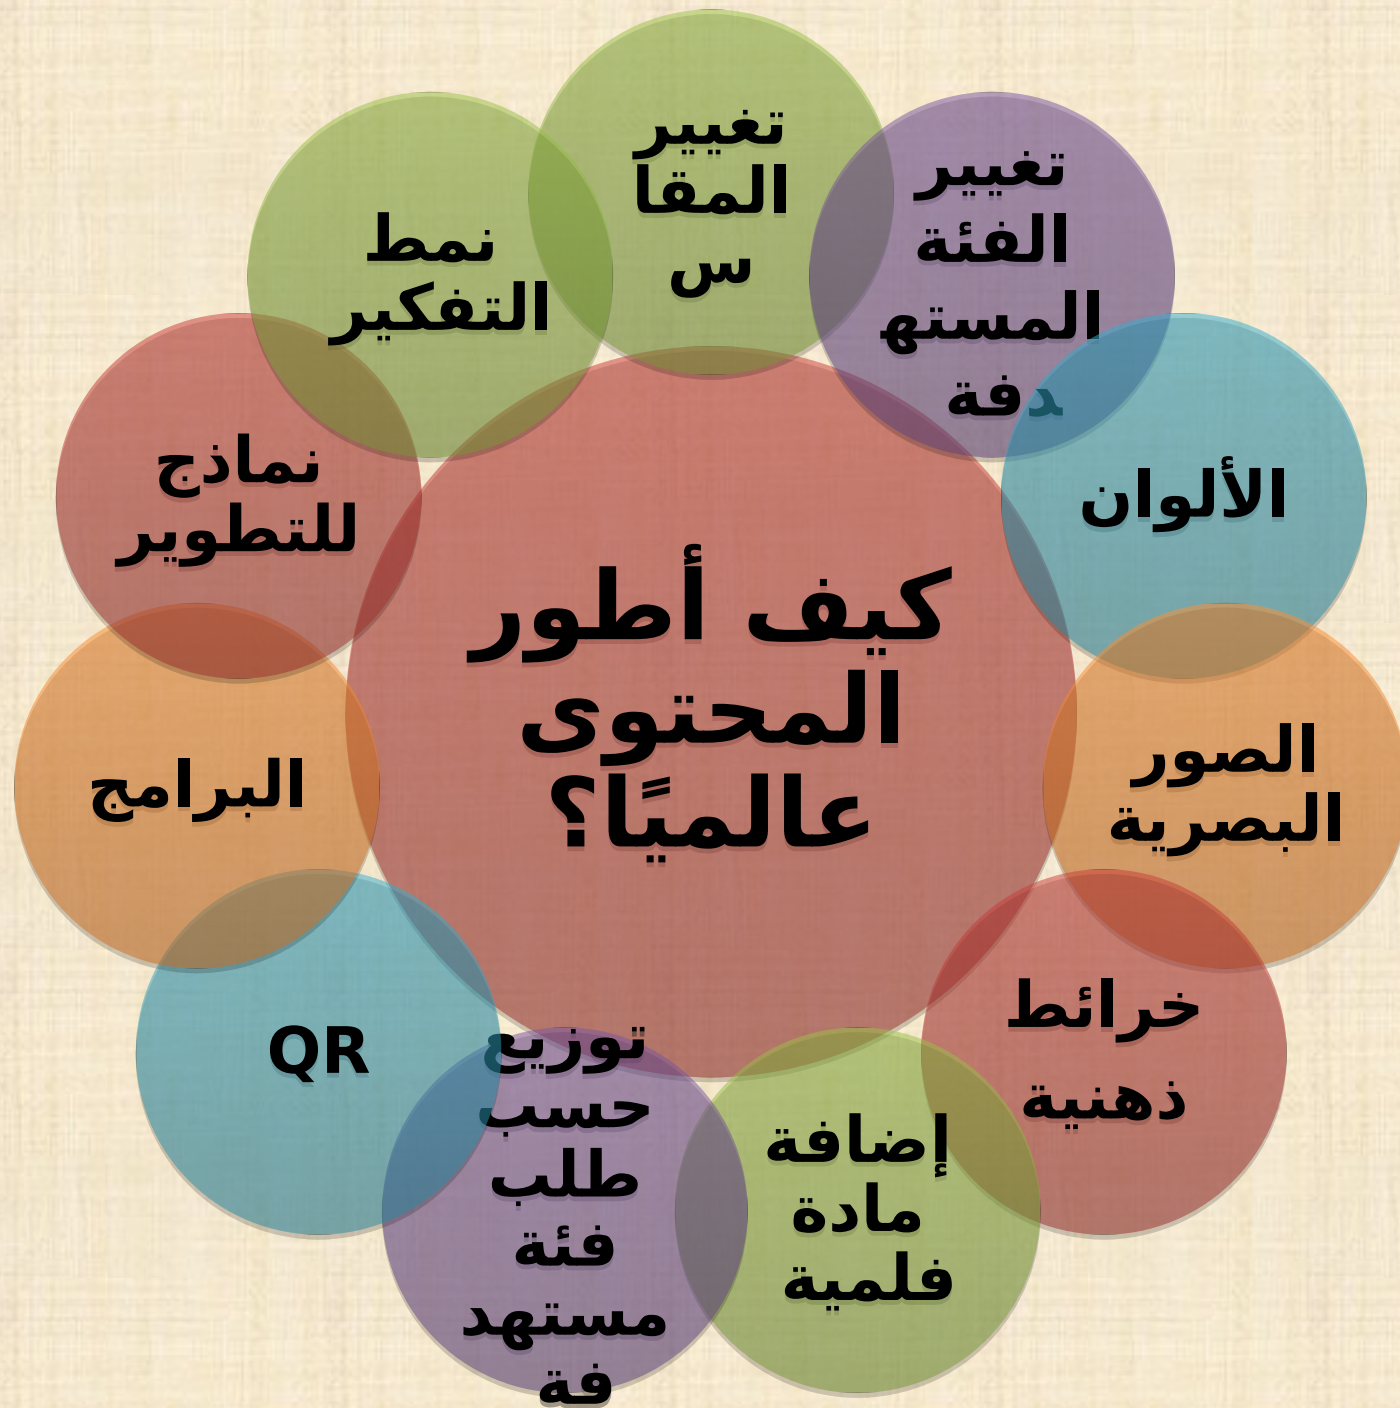 تغيير
المقا
س
تغيير
الفئة
المسته
دفة
الألوان
الصور
البصرية
خرائط
ذهنية
إضافة
مادة
فلمية
توزيع
حسب
طلب
فئة
مستهد
فة
QR
البرامج
نماذج
للتطوير
نمط
التفكير
كيف أطور
المحتوى
عالميًا؟